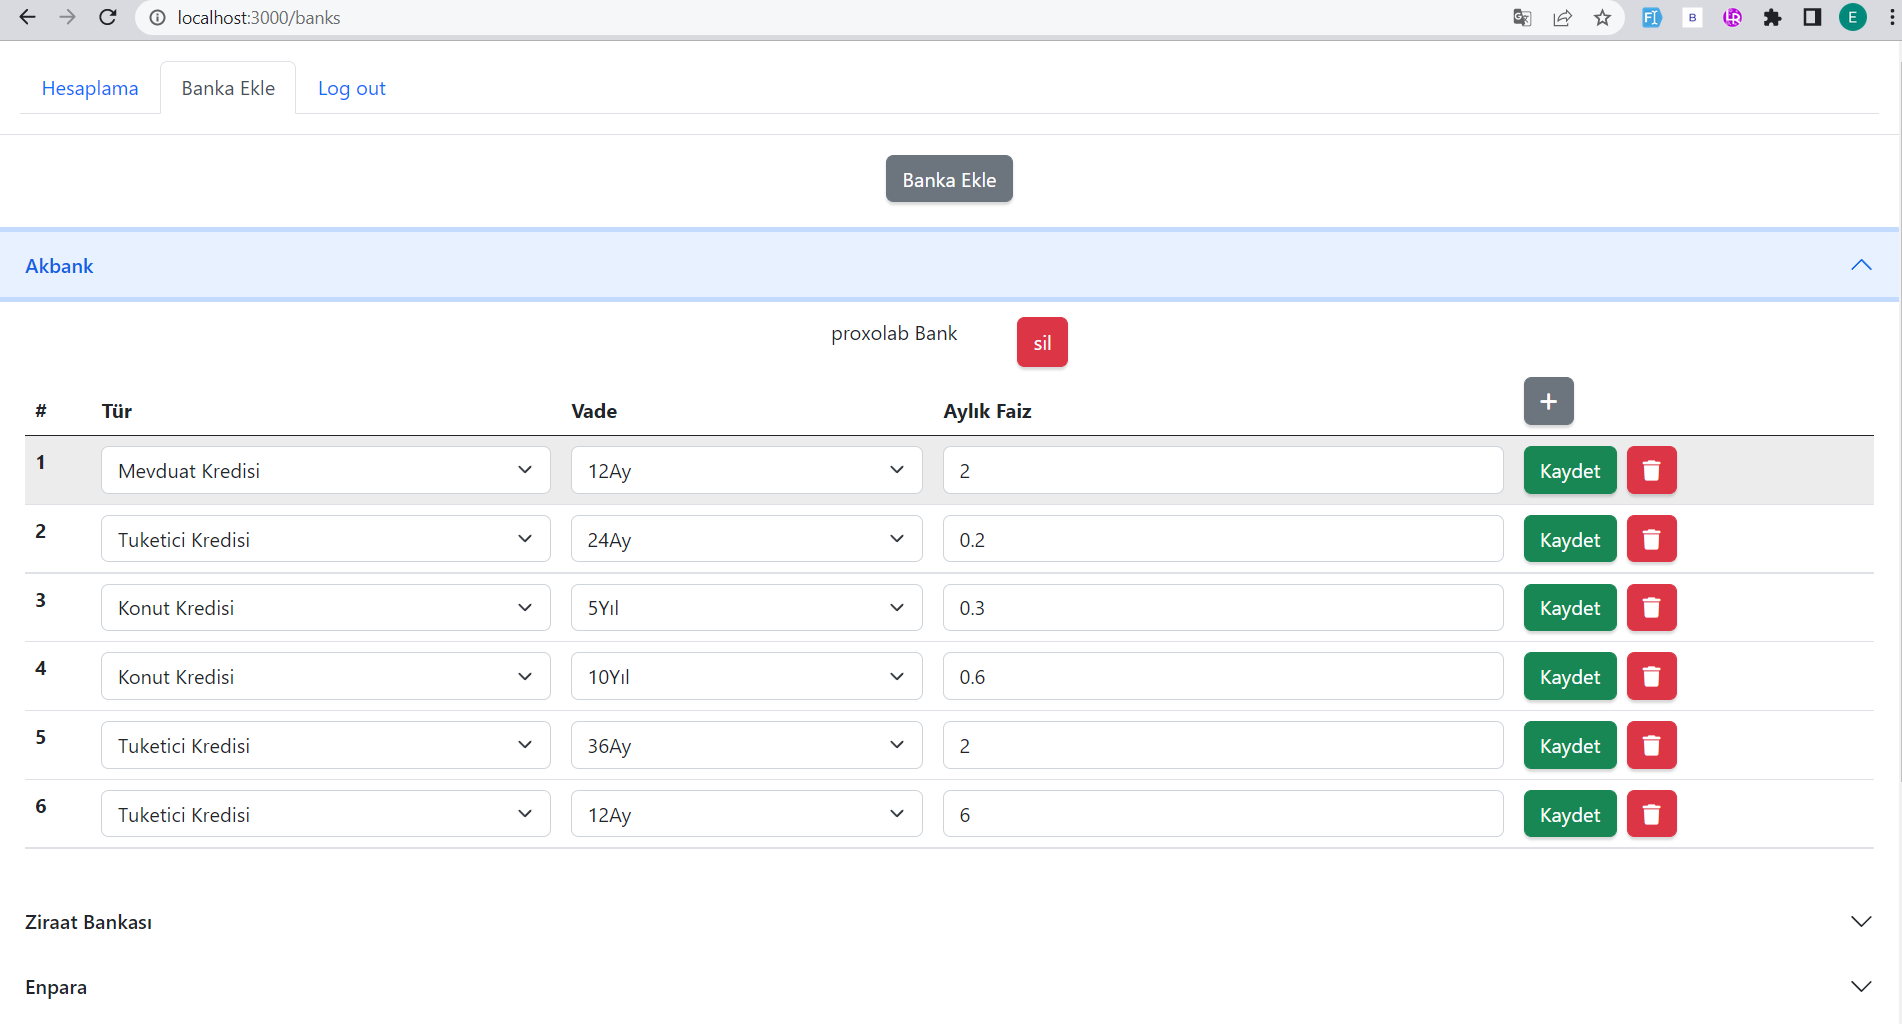 localhost:3000/banks
E
Hesaplama Banka Ekle Log out
Banka Ekle
Akbank
proxolab Bank sil
# Tür Vade Aylık Faiz +
1 Mevduat Kredisi 12Ay 2 Kaydet
2 Tuketici Kredisi 24Ay 0.2 Kaydet
3 Konut Kredisi 5Yıl 0.3 Kaydet
4 Konut Kredisi 10Yıl 0.6 Kaydet
5 Tuketici Kredisi 36Ay 2 Kaydet
6 Tuketici Kredisi 12Ay 6 Kaydet
Ziraat Bankası
Enpara